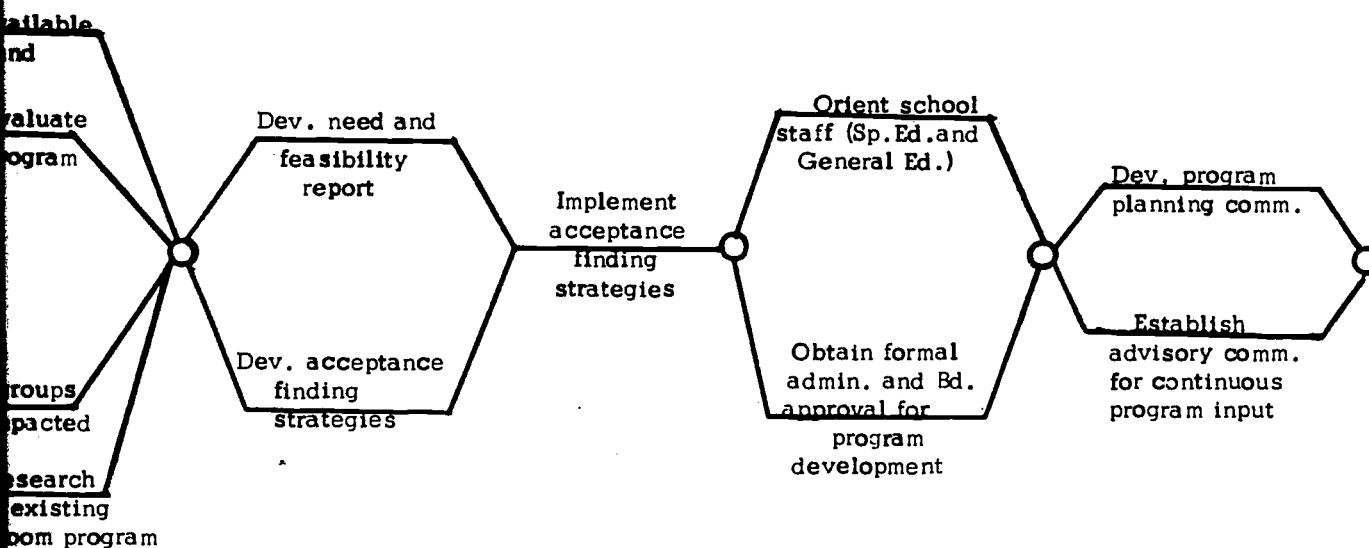 and
program
existing
program
Dev. need and
feasibility
report
Dev. acceptance
finding
strategies
Implement
acceptance
finding
strategies
Orient school
staff (Sp.Ed.and
General Ed.)
Obtain formal
admin. and Bd.
approval for
program
development
Dev. program
planning comm.
Establish
advisory comm.
for continuous
program input